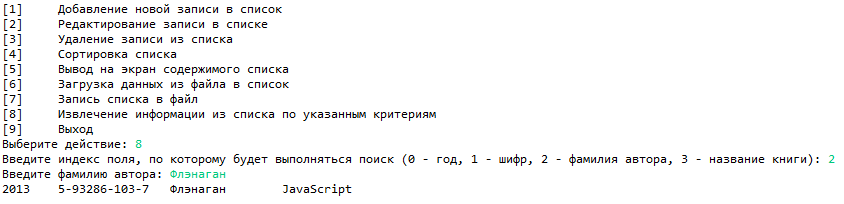 [1] Добавление новой записи в список
[2] Редактирование записи в списке
[3] Удаление записи из списка
[4] Сортировка списка
[5] Вывод на экран содержимого списка
[6] Загрузка данных из файла в список
[7] Запись списка в файл
[8] Извлечение информации из списка по указанным критериям
[9] Выход
Выберите действие: 8
Введите индекс поля, по которому будет выполняться поиск (0 - год, 1 - шифр, 2 - фамилия автора, 3 - название книги): 2
Введите фамилию автора: Флэнаган
2013 5-93286-103-7 Флэнаган JavaScript